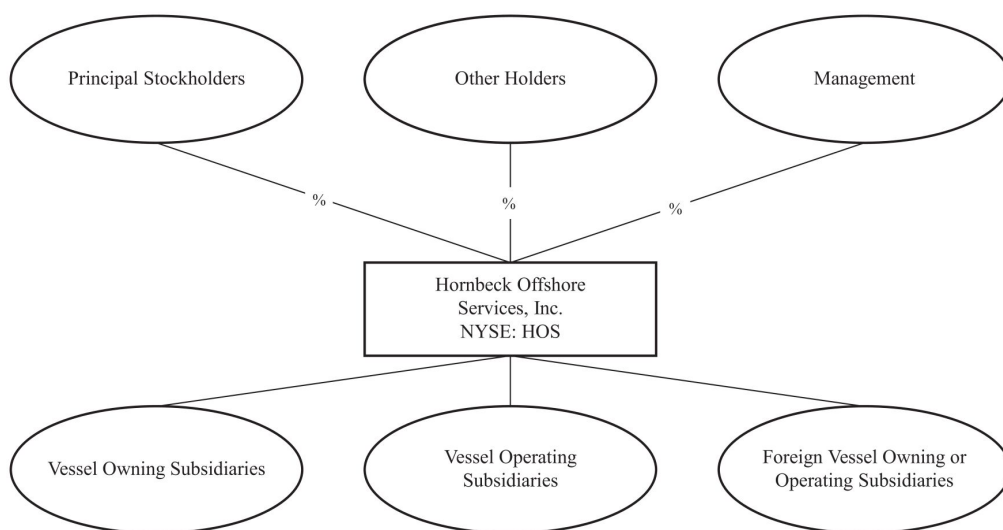 Principal Stockholders
Other Holders
Management
%
%
%
Hornbeck Offshore
Services, Inc.
NYSE: HOS
Vessel Owning Subsidiaries
Vessel Operating
Subsidiaries
Foreign Vessel Owning or
Operating Subsidiaries